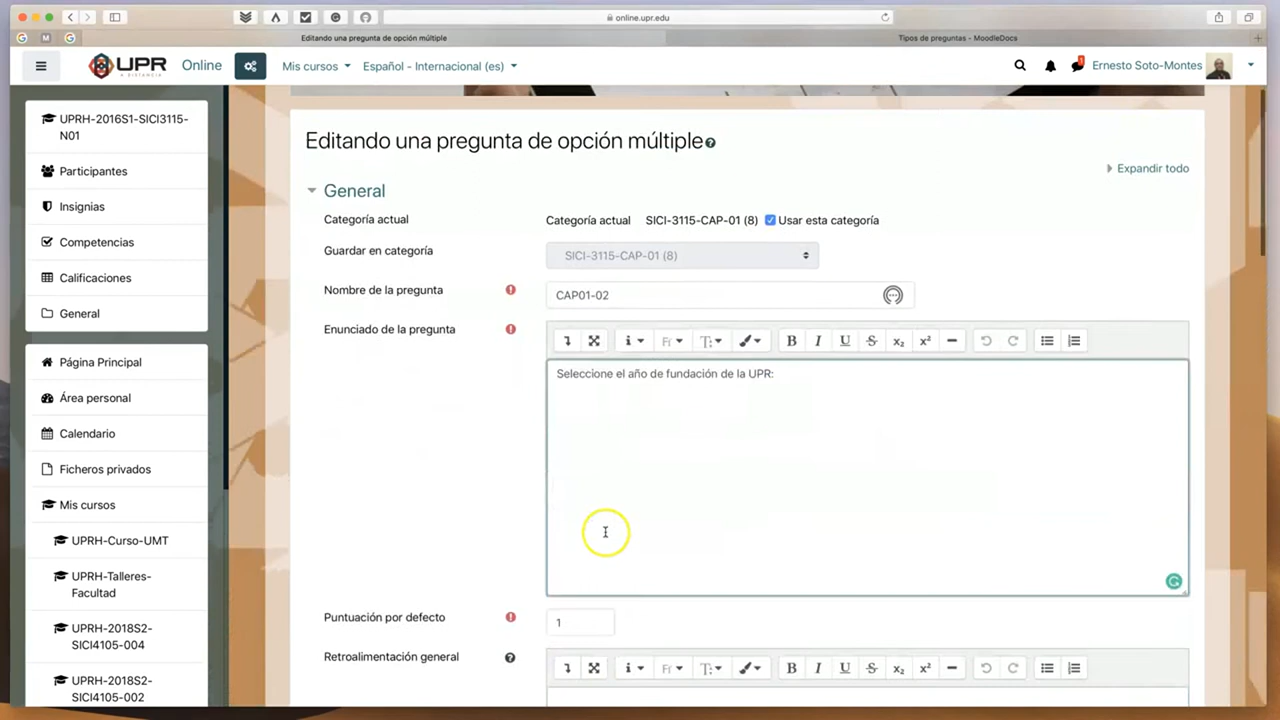 online.upr.edu
Editando una pregunta de opción múltiple
Tipos de preguntas - MoodleDocs
UPR
A DISTANCIA
Online
Mis cursos
Español - Internacional (es)
Ernesto Soto-Montes
UPRH-2016S1-SICI3115-
N01
Participantes
Insignias
Competencias
Calificaciones
General
Página Principal
Área personal
Calendario
Ficheros privados
Mis cursos
UPRH-Curso-UMT
UPRH-Talleres-
Facultad
UPRH-2018S2-
SICI4105-004
UPRH-2018S2-
SICI4105-002
Editando una pregunta de opción múltiple
Expandir todo
General
Categoría actual
Categoría actual SICI-3115-CAP-01 (8) Usar esta categoría
Guardar en categoría
SICI-3115-CAP-01 (8)
Nombre de la pregunta
CAP01-02
Enunciado de la pregunta
Seleccione el año de fundación de la UPR:
Puntuación por defecto
1
Retroalimentación general